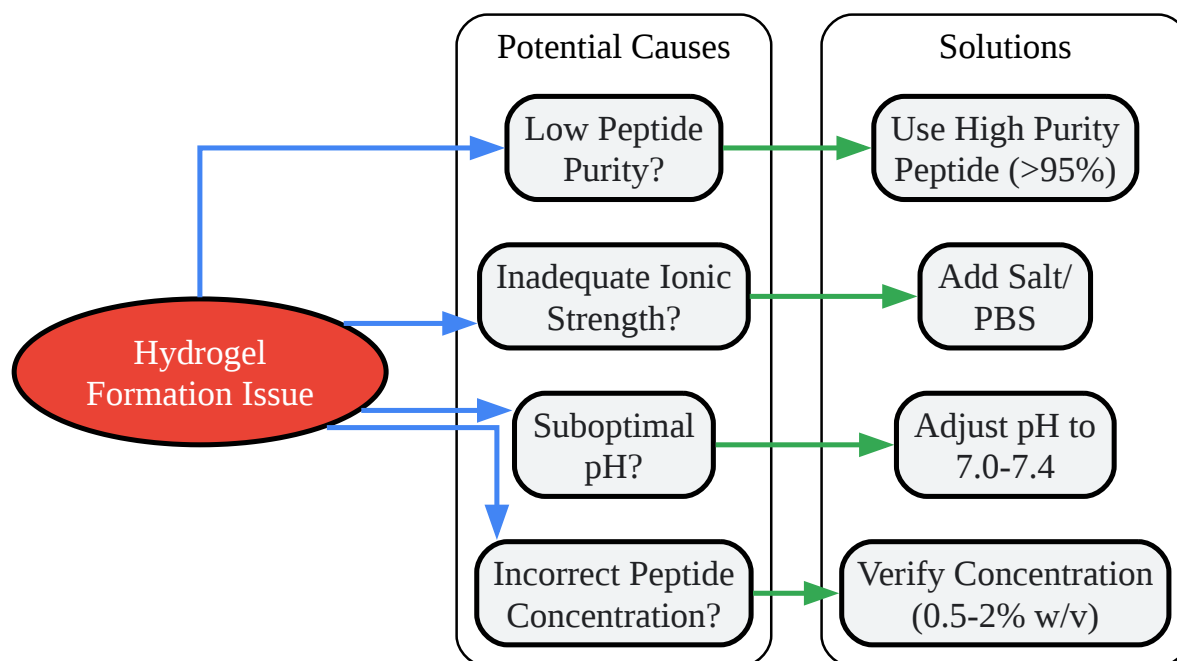 Potential Causes
Solutions
Low Peptide
Purity?
Use High Purity
Peptide (>95%)
Inadequate Ionic
Strength?
Add Salt/
PBS
Hydrogel
Formation Issue
Suboptimal
pH?
Adjust pH to
7.0-7.4
Incorrect Peptide
Concentration?
Verify Concentration
(0.5-2% w/v)